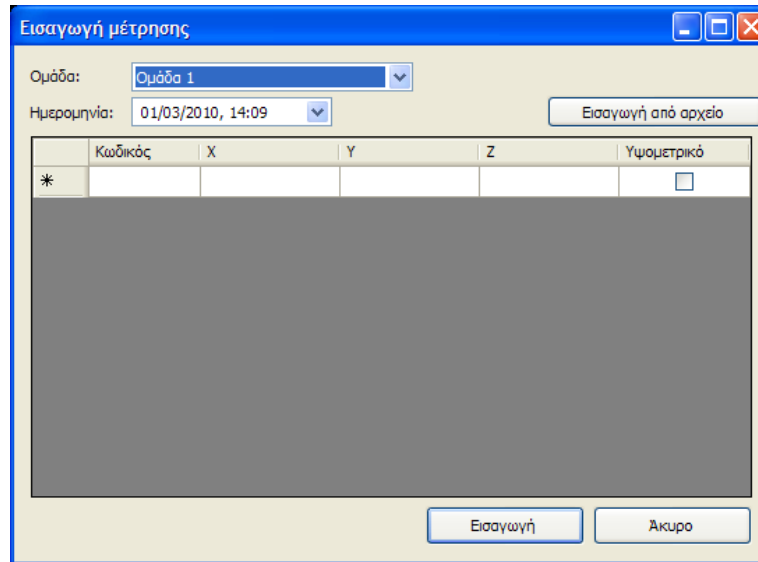 Εισαγωγή μέτρησης
Ομάδα: Ομάδα 1
Ημερομηνία: 01/03/2010, 14:09 Εισαγωγή από αρχείο
Κωδικός X Y Z Υψομετρικό
Εισαγωγή Άκυρο